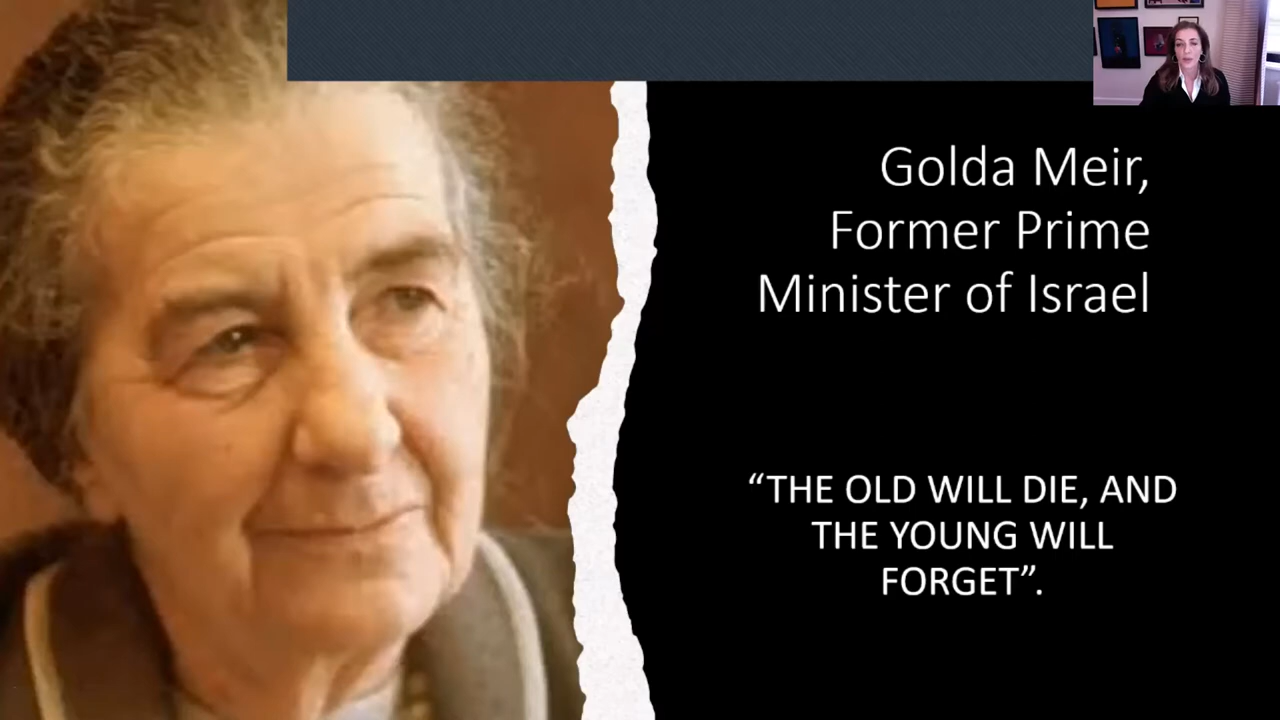 Golda Meir,
Former Prime
Minister of Israel
“THE OLD WILL DIE, AND
THE YOUNG WILL
FORGET”.